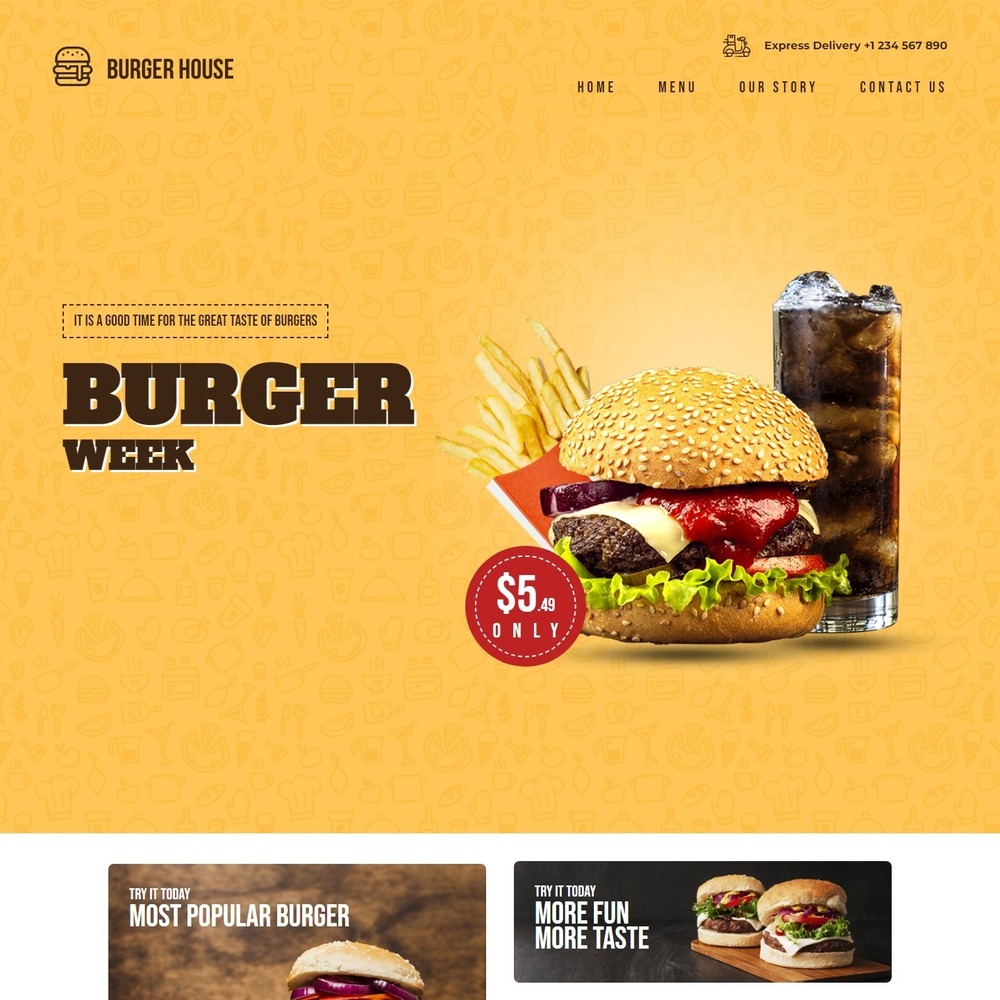 BURGER HOUSE
Express Delivery +1 234 567 890
HOME MENU OUR STORY CONTACT US
IT IS A GOOD TIME FOR THE GREAT TASTE OF BURGERS
BURGER
WEEK
$5.49
ONLY
TRY IT TODAY
MOST POPULAR BURGER
TRY IT TODAY
MORE FUN
MORE TASTE